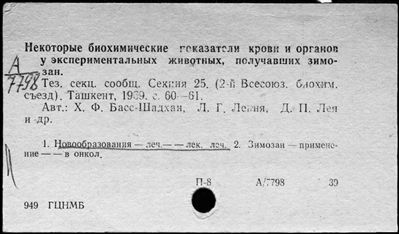 Некоторые биохимические показатели крови и органов
у экспериментальных животных, получавших зимо-
зан.
А/7798
Тез. секц. сообщ. Секция 25. (2-й Всесоюз. биохим.
съезд). Ташкент, 1969. с. 60—61.
Авт.: Х. Ф. Басс-Шадхан, Л. Г. Лейня, Д. П. Лея
и др.
1. Новообразования — леч. — — лек. леч. 2. Зимозан — примене-
ние — — в онкол.
П-8 А/7798 39
949 ГЦНМБ